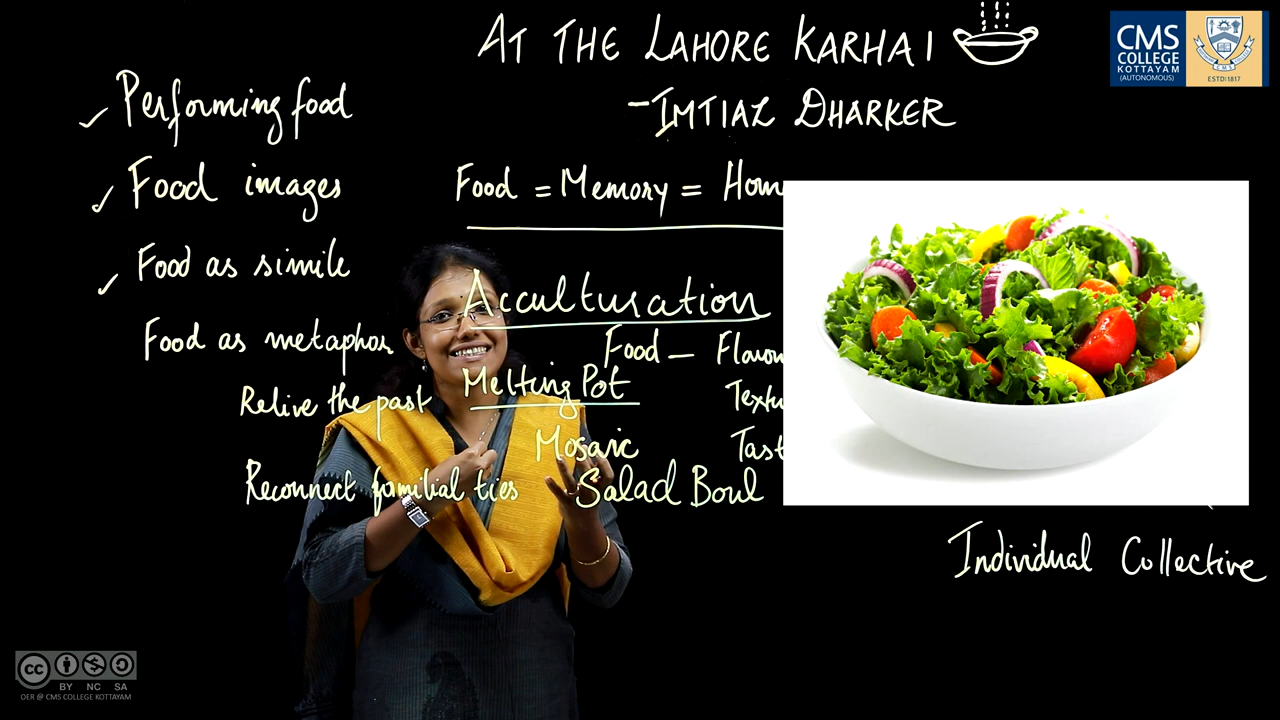 AT THE LAHORE KARHAI
- IMTIAZ DHARKER
CMS
COLLEGE
KOTTAYAM
(AUTONOMOUS)
ESTD:1817
✓ Performing food
✓ Food images
✓ Food as simile
Food as metaphor
Relive the past
Reconnect familial ties
Food = Memory = Hom
Acculturation
Food – Flavou
Melting Pot
Textu
Mosaic
Tast
Salad Bowl
Individual Collective
cc
BY NC SA
OER @ CMS COLLEGE KOTTAYAM